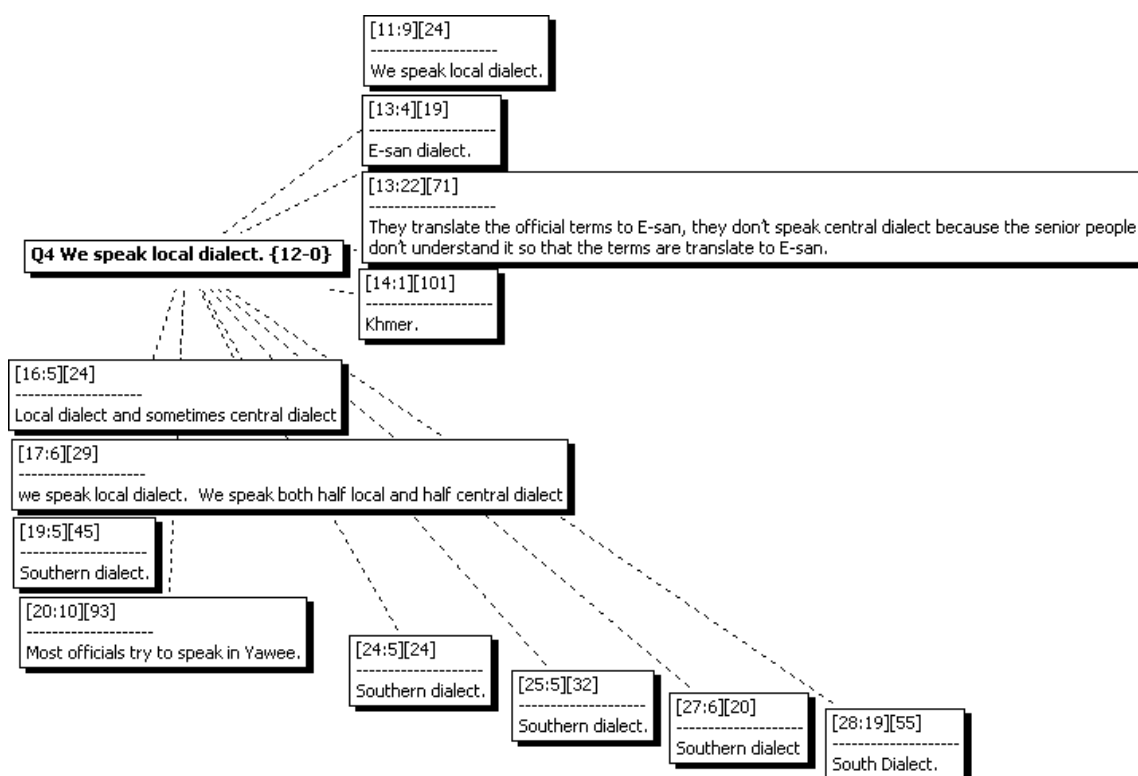 [11:9][24]
--------------------
We speak local dialect.
[13:4][19]
--------------------
E-san dialect.
[13:22][71]
--------------------
They translate the official terms to E-san, they don't speak central dialect because the senior people
don't understand it so that the terms are translate to E-san.
Q4 We speak local dialect. {12-0}
[14:1][101]
--------------------
Khmer.
[16:5][24]
--------------------
Local dialect and sometimes central dialect
[17:6][29]
--------------------
we speak local dialect.  We speak both half local and half central dialect
[19:5][45]
--------------------
Southern dialect.
[20:10][93]
--------------------
Most officials try to speak in Yawee.
[24:5][24]
--------------------
Southern dialect.
[25:5][32]
--------------------
Southern dialect.
[27:6][20]
--------------------
Southern dialect
[28:19][55]
--------------------
South Dialect.